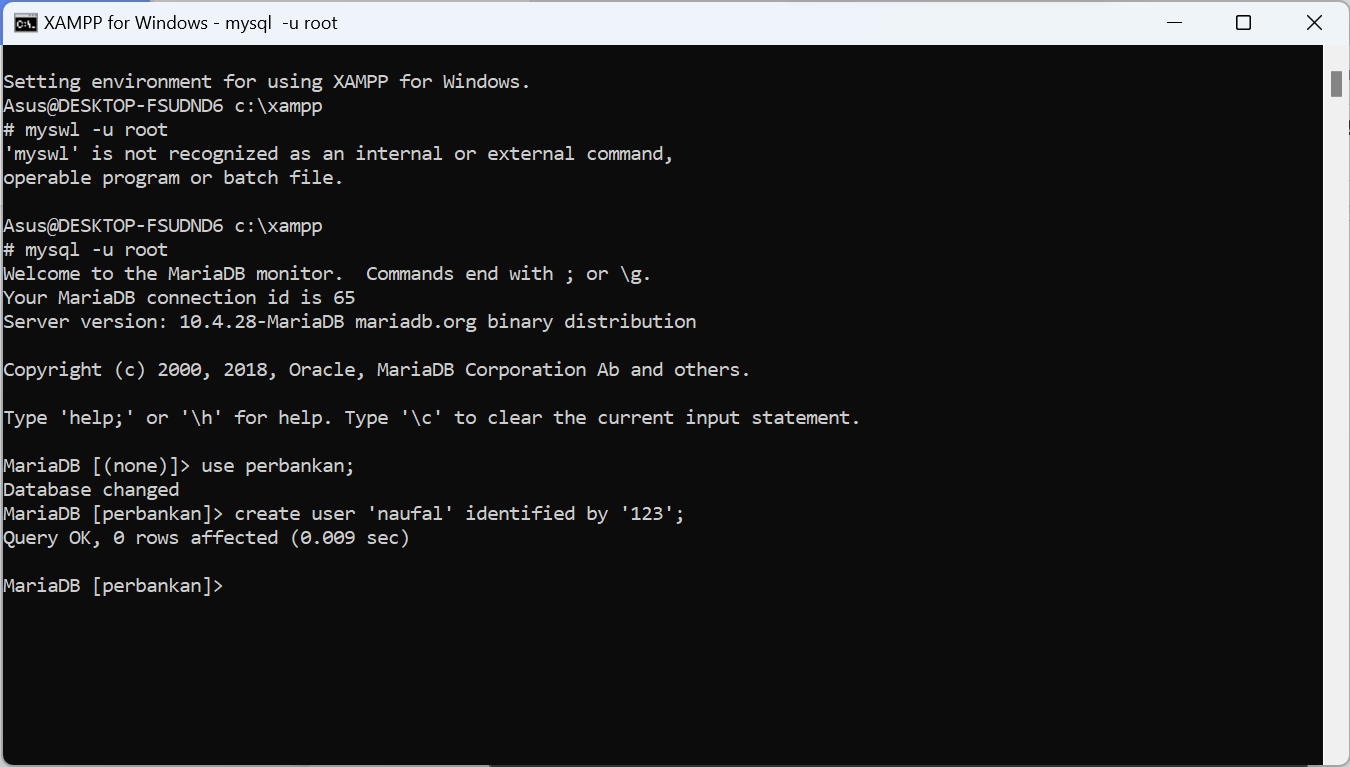 XAMPP for Windows - mysql  -u root
Setting environment for using XAMPP for Windows.
Asus@DESKTOP-FSUDND6 c:\xampp
# myswl -u root
'myswl' is not recognized as an internal or external command,
operable program or batch file.
Asus@DESKTOP-FSUDND6 c:\xampp
# mysql -u root
Welcome to the MariaDB monitor.  Commands end with ; or \g.
Your MariaDB connection id is 65
Server version: 10.4.28-MariaDB mariadb.org binary distribution
Copyright (c) 2000, 2018, Oracle, MariaDB Corporation Ab and others.
Type 'help;' or '\h' for help. Type '\c' to clear the current input statement.
MariaDB [(none)]> use perbankan;
Database changed
MariaDB [perbankan]> create user 'naufal' identified by '123';
Query OK, 0 rows affected (0.009 sec)
MariaDB [perbankan]>